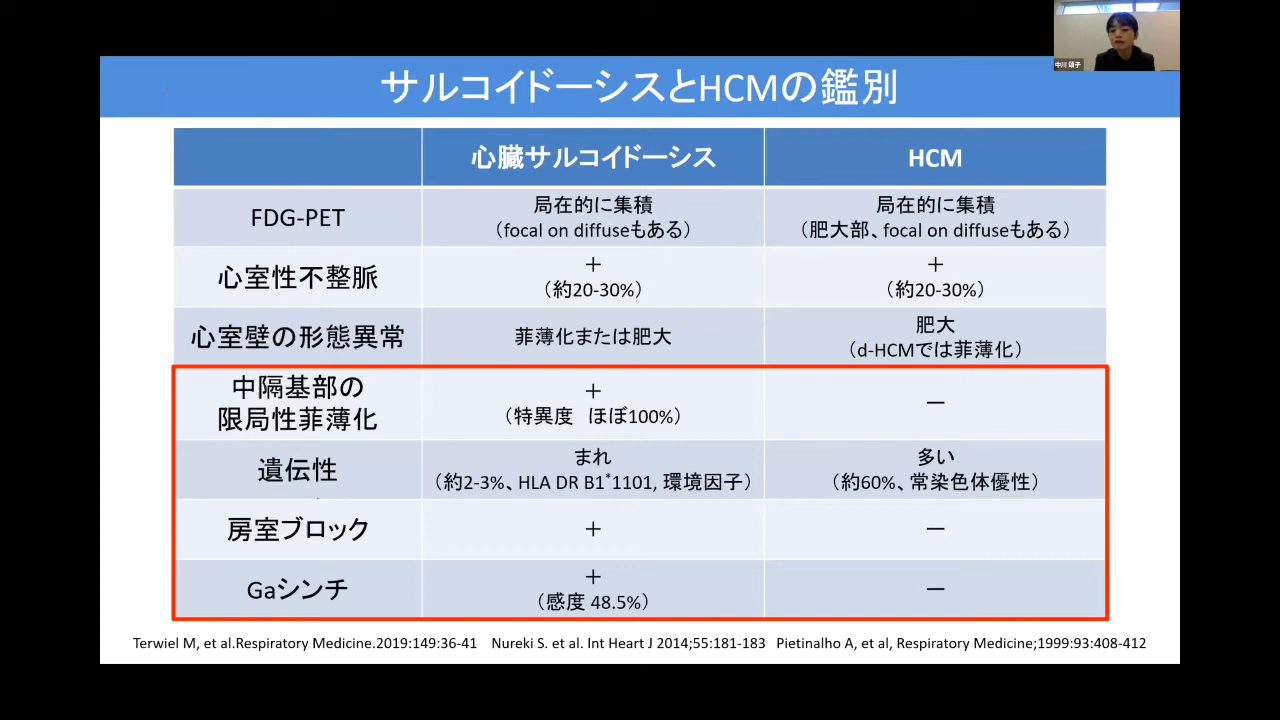 中川 頌子
サルコイドーシスとHCMの鑑別
心臓サルコイドーシス
HCM
FDG-PET
局在的に集積
（focal on diffuseもある）
局在的に集積
（肥大部、focal on diffuseもある）
心室性不整脈
＋
（約20-30%）
＋
（約20-30%）
心室壁の形態異常
菲薄化または肥大
肥大
（d-HCMでは菲薄化）
中隔基部の
限局性菲薄化
＋
（特異度　ほぼ100%）
－
遺伝性
まれ
（約2-3%、HLA DR B1*1101, 環境因子）
多い
（約60%、常染色体優性）
房室ブロック
＋
－
Gaシンチ
＋
（感度 48.5%）
－
Terwiel M, et al.Respiratory Medicine.2019:149:36-41 Nureki S. et al. Int Heart J 2014;55:181-183 Pietinalho A, et al, Respiratory Medicine;1999:93:408-412